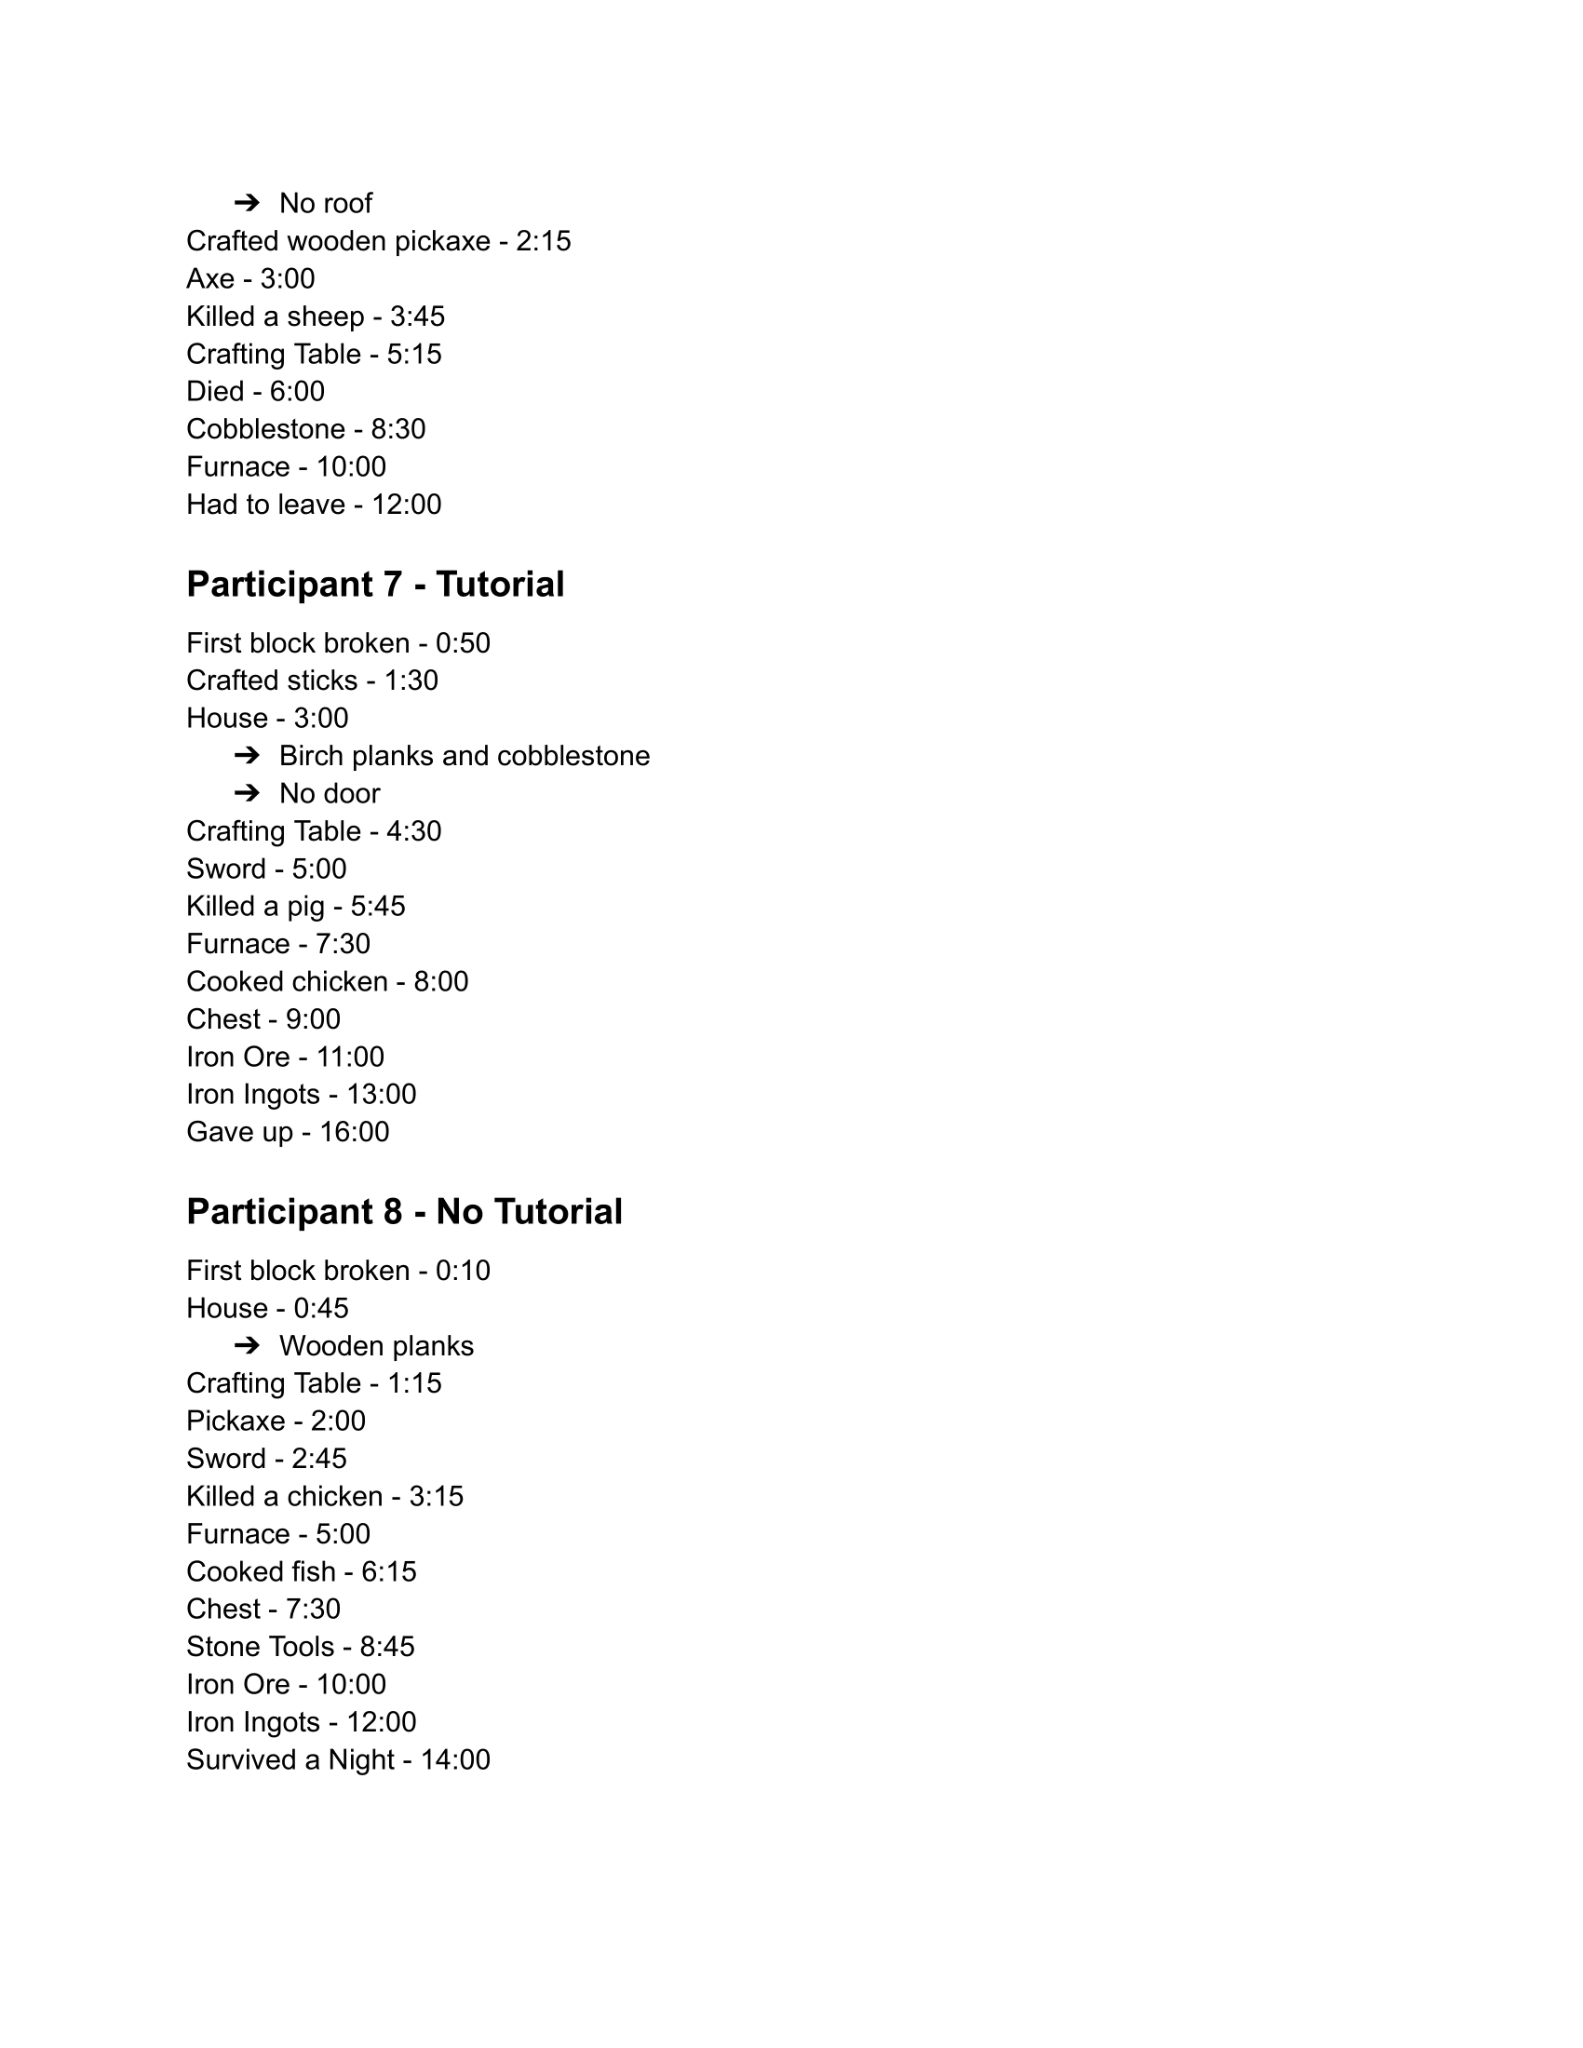 ➔ No roof
Crafted wooden pickaxe - 2:15
Axe - 3:00
Killed a sheep - 3:45
Crafting Table - 5:15
Died - 6:00
Cobblestone - 8:30
Furnace - 10:00
Had to leave - 12:00
Participant 7 - Tutorial
First block broken - 0:50
Crafted sticks - 1:30
House - 3:00
➔ Birch planks and cobblestone
➔ No door
Crafting Table - 4:30
Sword - 5:00
Killed a pig - 5:45
Furnace - 7:30
Cooked chicken - 8:00
Chest - 9:00
Iron Ore - 11:00
Iron Ingots - 13:00
Gave up - 16:00
Participant 8 - No Tutorial
First block broken - 0:10
House - 0:45
➔ Wooden planks
Crafting Table - 1:15
Pickaxe - 2:00
Sword - 2:45
Killed a chicken - 3:15
Furnace - 5:00
Cooked fish - 6:15
Chest - 7:30
Stone Tools - 8:45
Iron Ore - 10:00
Iron Ingots - 12:00
Survived a Night - 14:00